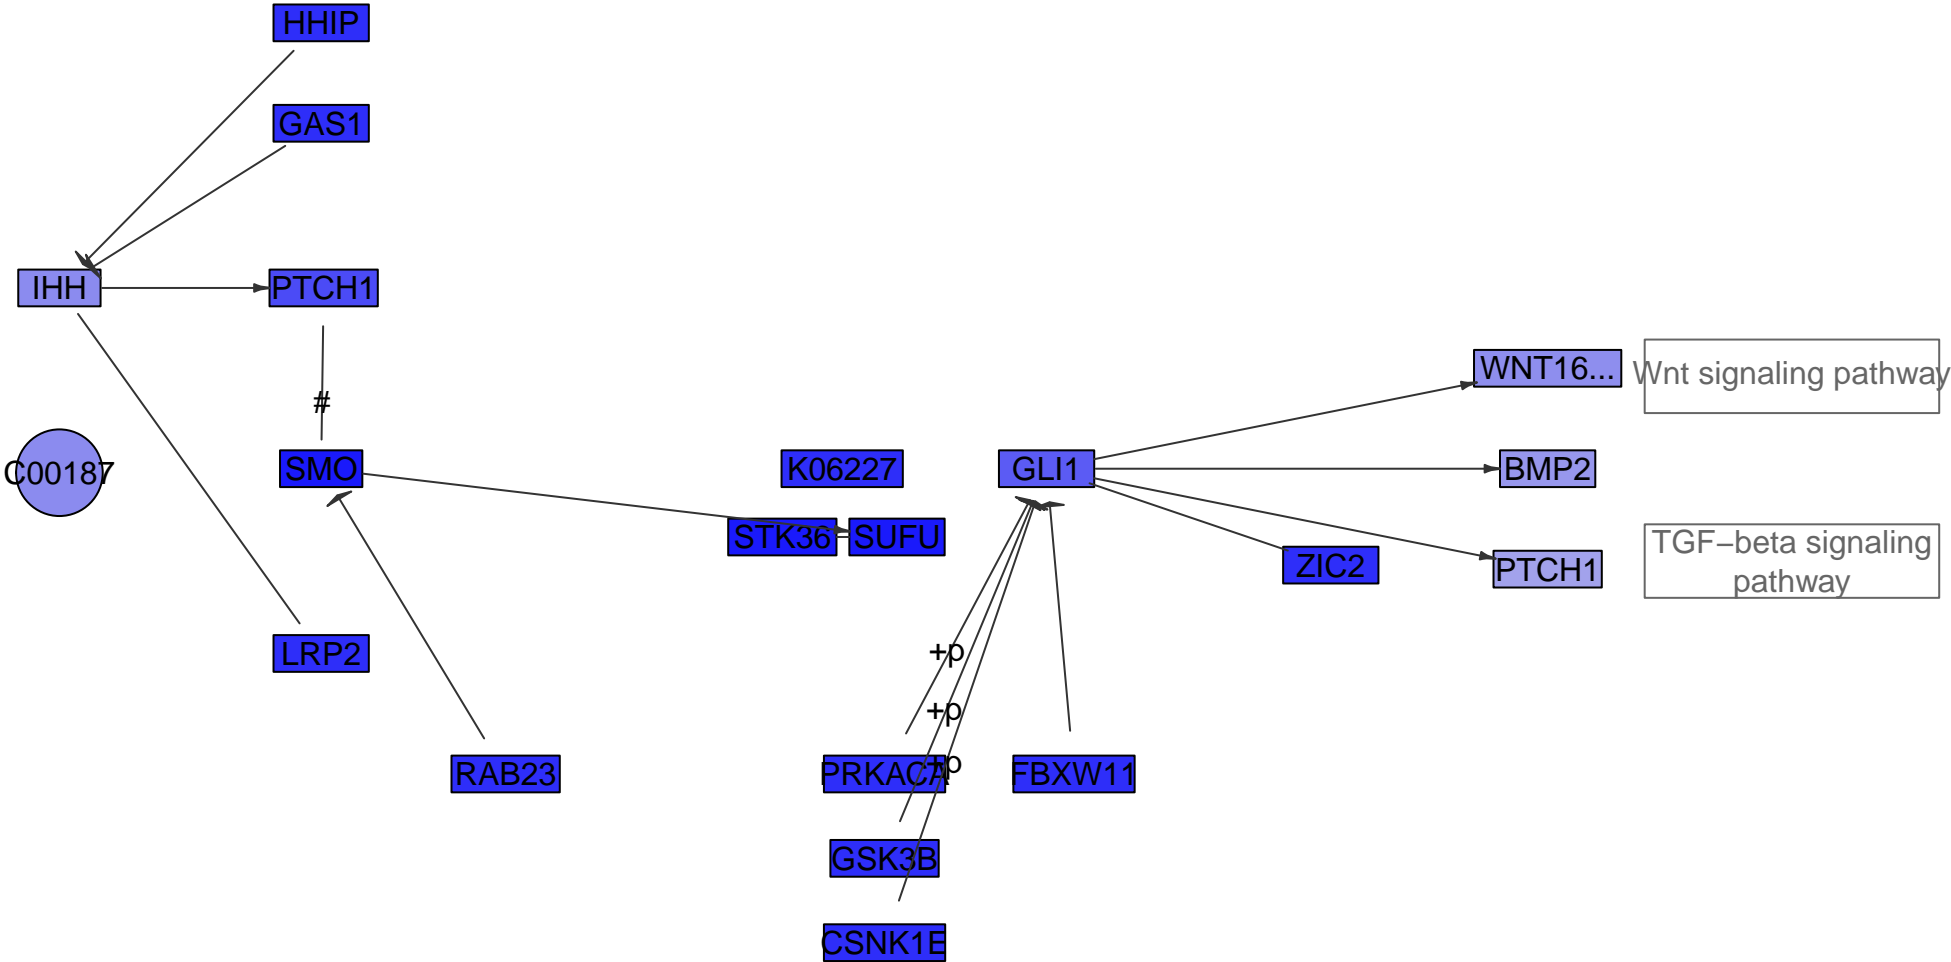 HHIP
GAS1
IHH
PTCH1
WNT16...
Wnt signaling pathway
#
C00187
SMO
K06227
GLI1
BMP2
STK36
SUFU
ZIC2
PTCH1
TGF−beta signaling
pathway
LRP2
+p
+p
+p
RAB23
PRKACA
FBXW11
GSK3B
CSNK1E